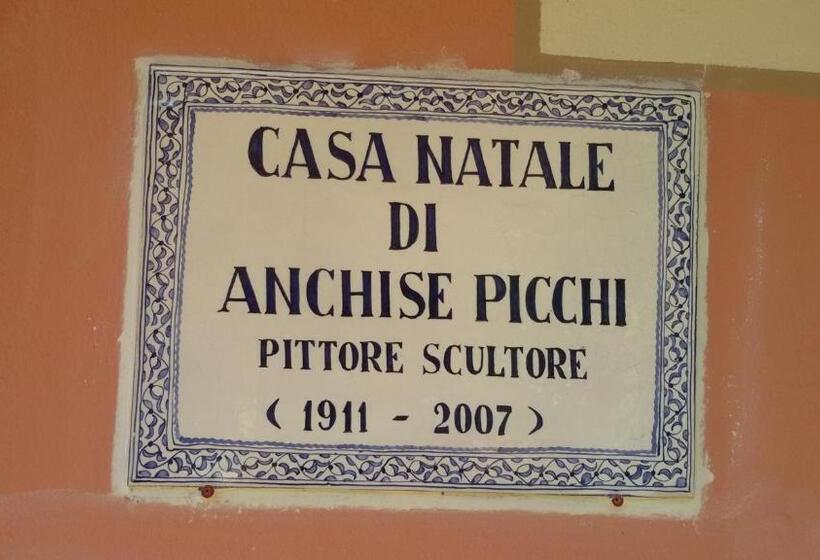 CASA NATALE
DI
ANCHISE PICCHI
PITTORE SCULTORE
( 1911 - 2007 )